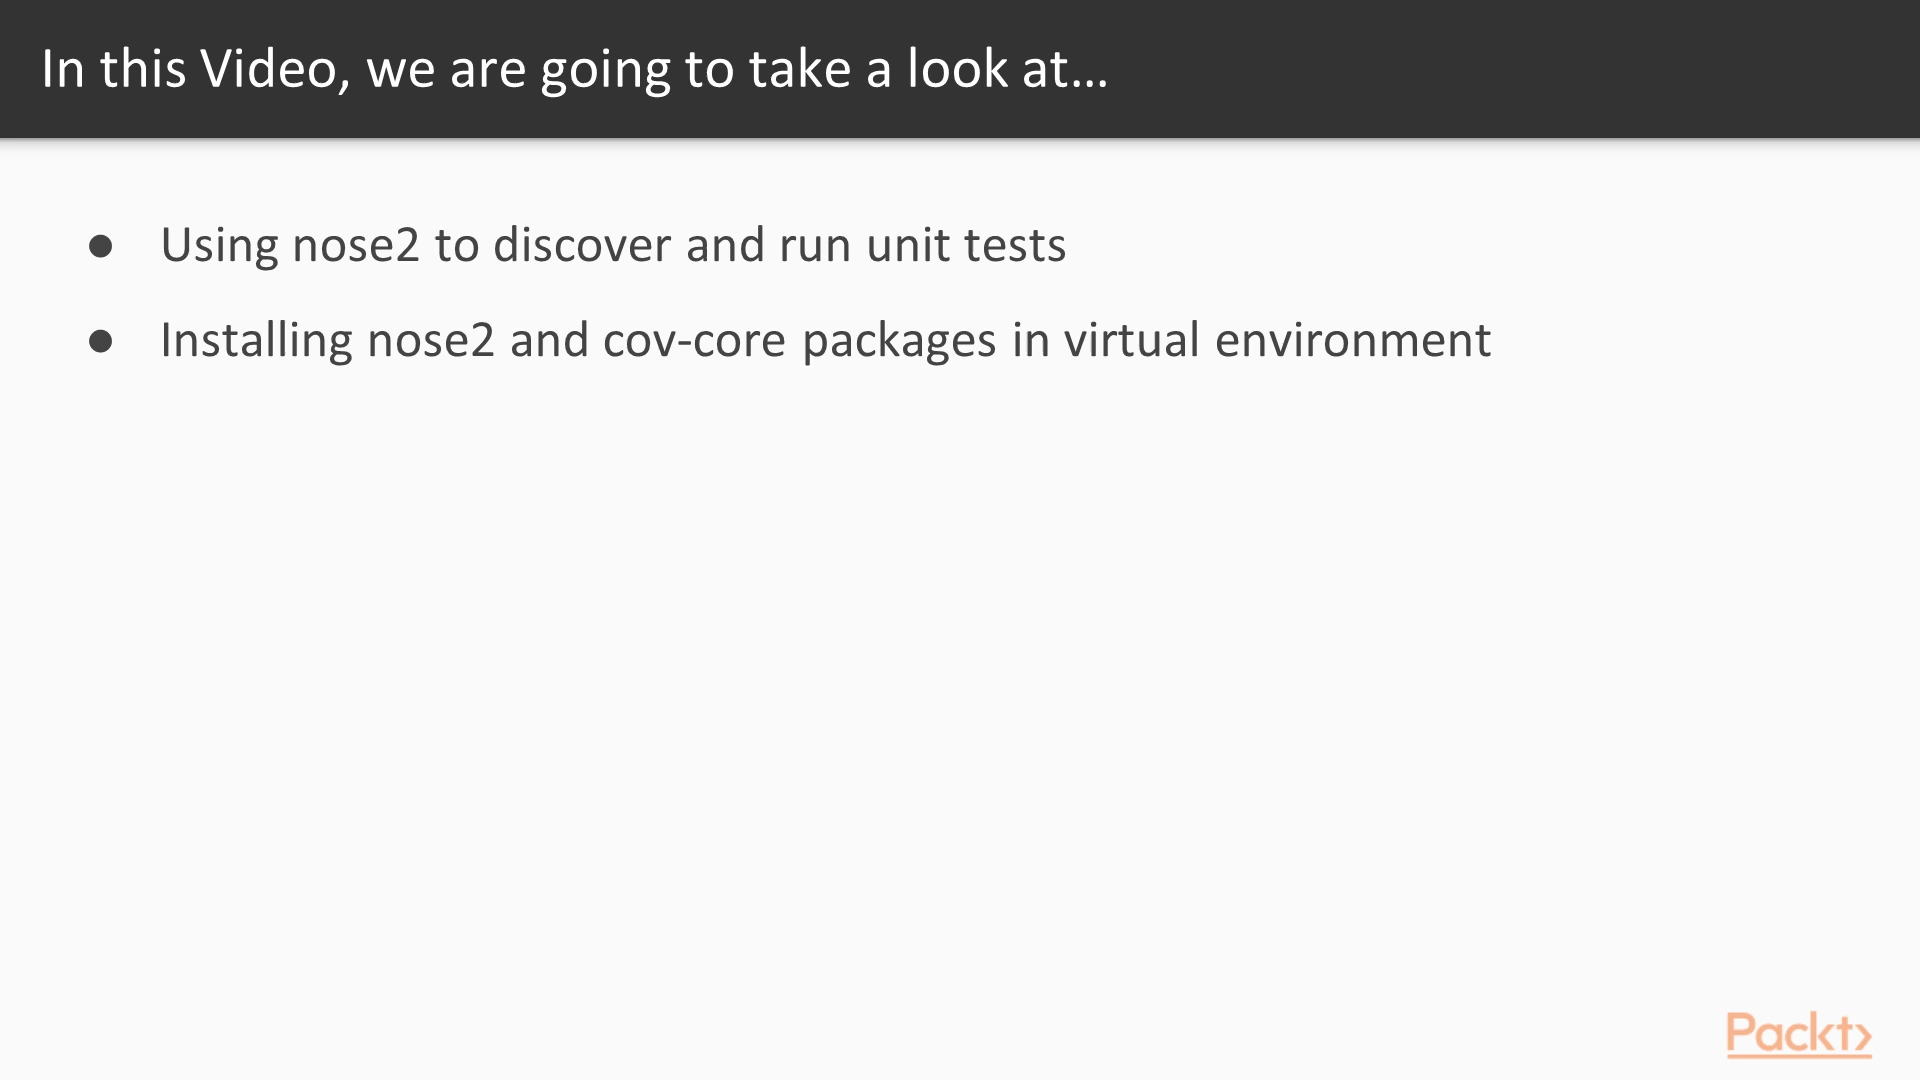 In this Video, we are going to take a look at...
● Using nose2 to discover and run unit tests
● Installing nose2 and cov-core packages in virtual environment
Packt>